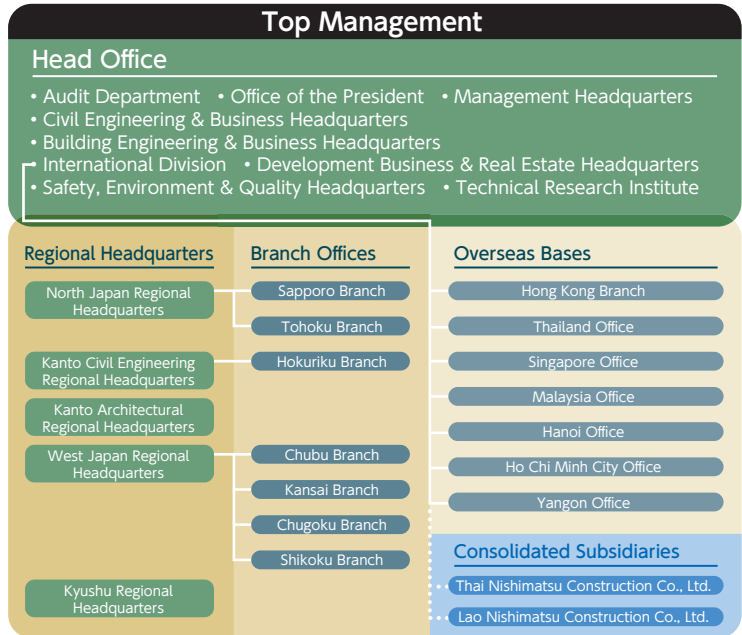 Top Management
Head Office
• Audit Department • Office of the President • Management Headquarters
• Civil Engineering & Business Headquarters
• Building Engineering & Business Headquarters
• International Division • Development Business & Real Estate Headquarters
• Safety, Environment & Quality Headquarters • Technical Research Institute
Regional Headquarters
North Japan Regional
Headquarters
Kanto Civil Engineering
Regional Headquarters
Kanto Architectural
Regional Headquarters
West Japan Regional
Headquarters
Kyushu Regional
Headquarters
Branch Offices
Sapporo Branch
Tohoku Branch
Hokuriku Branch
Chubu Branch
Kansai Branch
Chugoku Branch
Shikoku Branch
Overseas Bases
Hong Kong Branch
Thailand Office
Singapore Office
Malaysia Office
Hanoi Office
Ho Chi Minh City Office
Yangon Office
Consolidated Subsidiaries
Thai Nishimatsu Construction Co., Ltd.
Lao Nishimatsu Construction Co., Ltd.